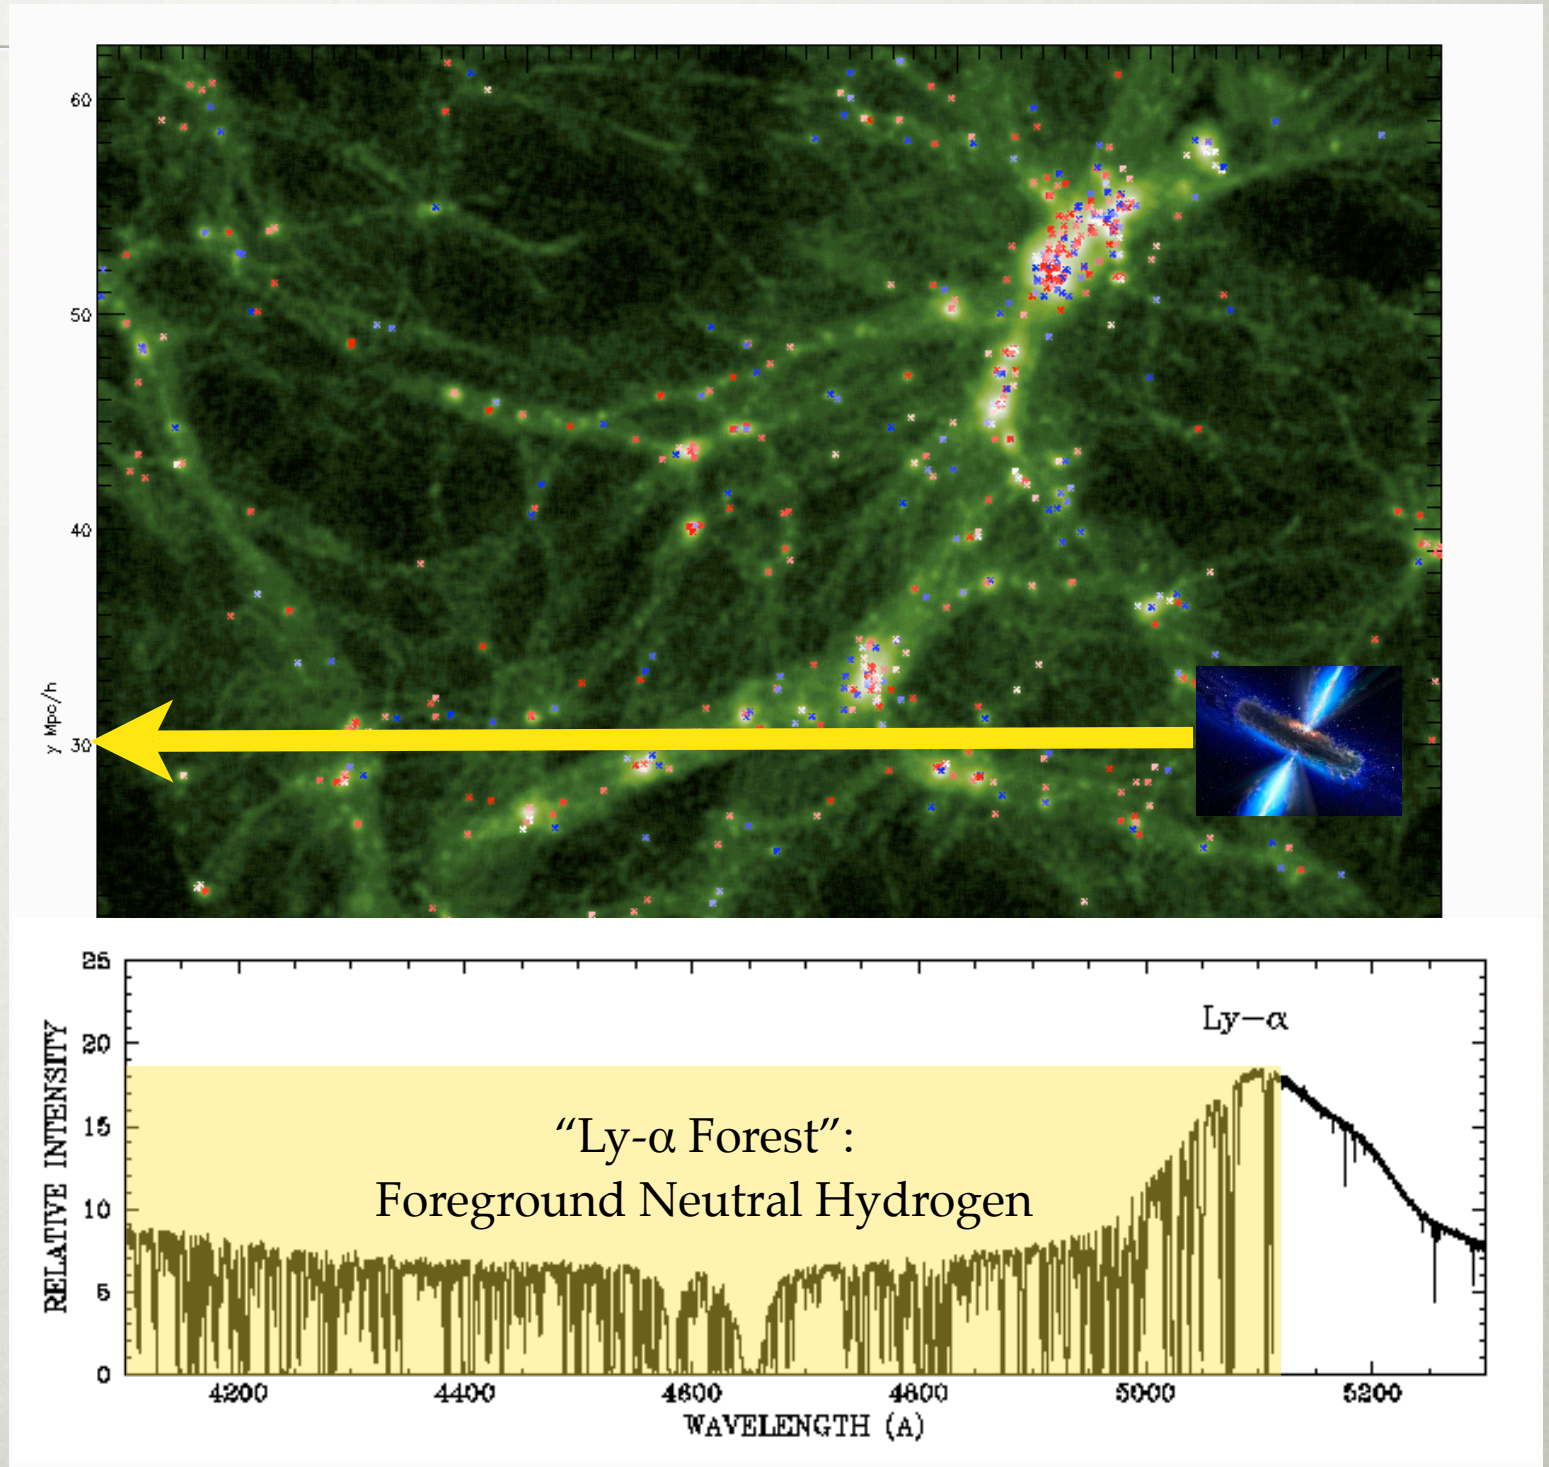 60
50
40
30
y Mpc/h
25
20
15
10
5
0
RELATIVE INTENSITY
Ly-α
“Ly-α Forest”:
Foreground Neutral Hydrogen
4200 4400 4600 4800 5000 5200
WAVELENGTH (A)